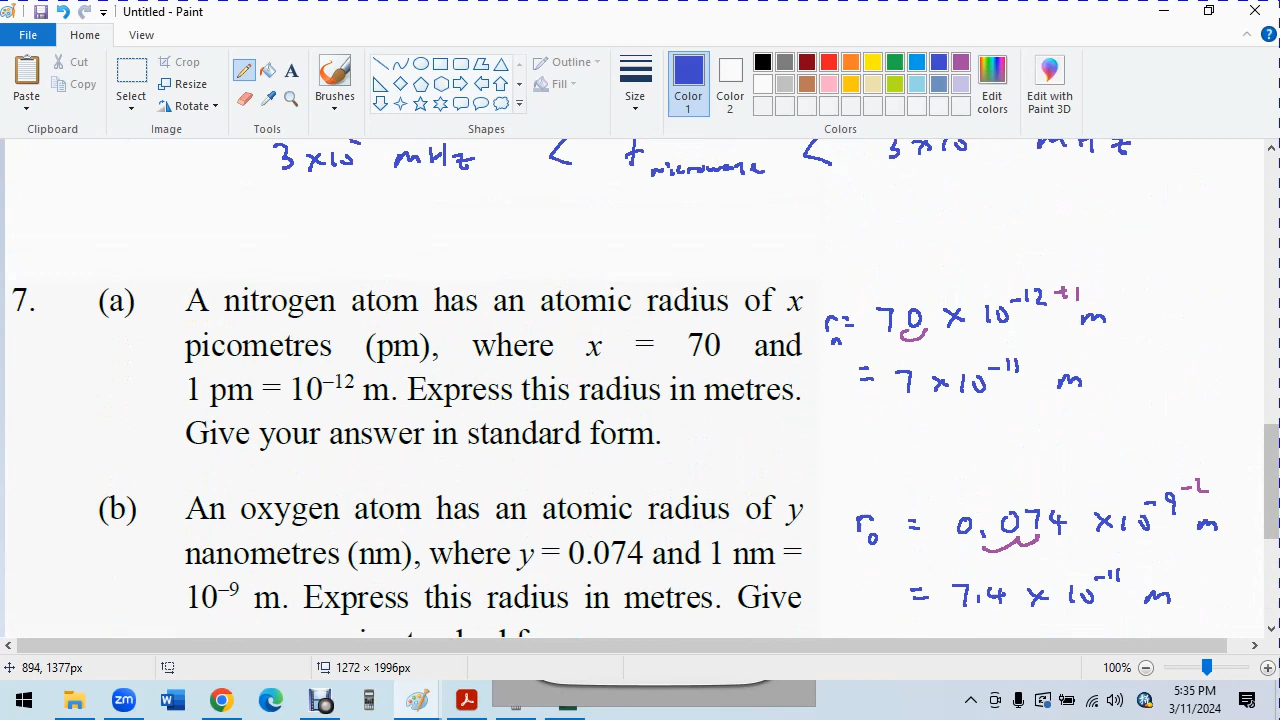 Untitled - Paint
File Home View
Paste Cut Copy Clipboard
Select Crop Resize Rotate Image
Tools
Brushes
Outline Fill Shapes
Size
Color 1 Color 2 Edit colors Colors
Edit with Paint 3D
3 x10 MHz < f microwave < 3 x10 MHz
7. (a) A nitrogen atom has an atomic radius of x
picometres (pm), where x = 70 and
1 pm = 10⁻¹² m. Express this radius in metres.
Give your answer in standard form.
rₙ = 70 × 10⁻¹² ⁺¹ m
= 7 × 10⁻¹¹ m
(b) An oxygen atom has an atomic radius of y
nanometres (nm), where y = 0.074 and 1 nm =
10⁻⁹ m. Express this radius in metres. Give
r₀ = 0.074 × 10⁻⁹ ⁻² m
= 7.4 × 10⁻¹¹ m
894, 1377px 1272 × 1996px 100%
5:35 PM
3/11/2024